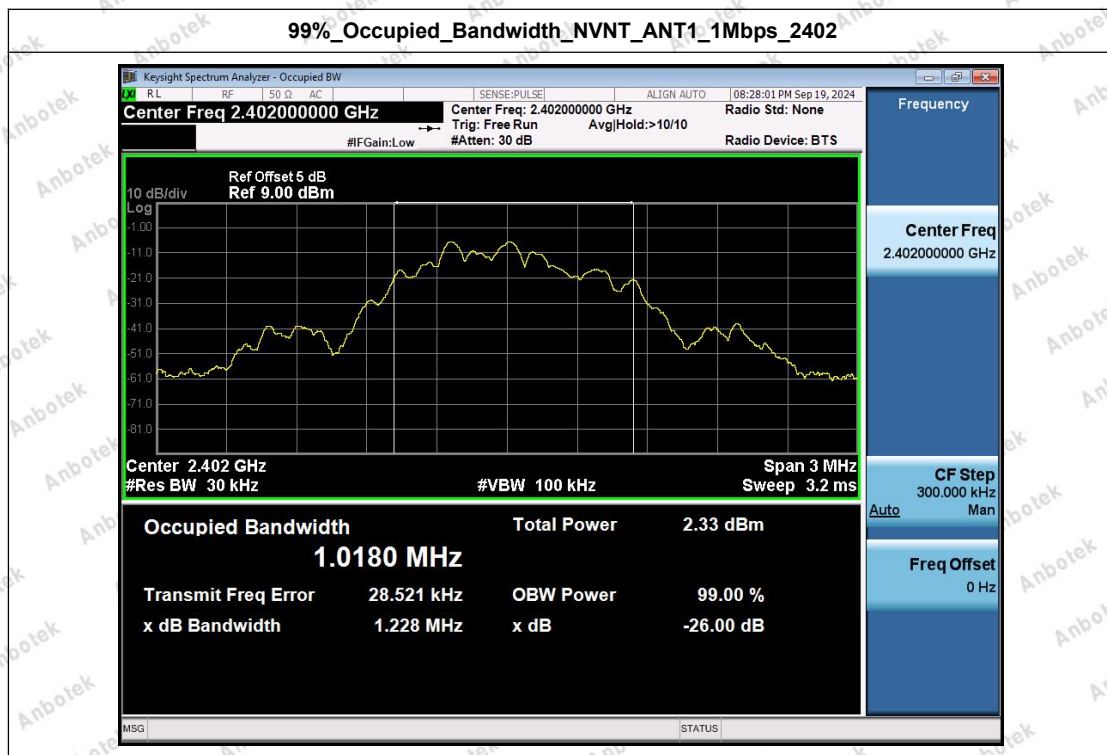 99%_Occupied_Bandwidth_NVNT_ANT1_1Mbps_2402
Keysight Spectrum Analyzer - Occupied BW
LXI RL RF 50 Ω AC SENSE:PULSE ALIGN AUTO 08:28:01 PM Sep 19, 2024
Center Freq 2.402000000 GHz
Center Freq: 2.402000000 GHz
Radio Std: None
Trig: Free Run Avg|Hold:>10/10
#IFGain:Low
#Atten: 30 dB
Radio Device: BTS
Ref Offset 5 dB
10 dB/div Ref 9.00 dBm
Log
-1.00
-11.0
-21.0
-31.0
-41.0
-51.0
-61.0
-71.0
-81.0
Center 2.402 GHz Span 3 MHz
#Res BW 30 kHz #VBW 100 kHz Sweep 3.2 ms
Occupied Bandwidth Total Power 2.33 dBm
1.0180 MHz
Transmit Freq Error 28.521 kHz OBW Power 99.00 %
x dB Bandwidth 1.228 MHz x dB -26.00 dB
MSG STATUS
Frequency
Center Freq
2.402000000 GHz
CF Step
300.000 kHz
Auto Man
Freq Offset
0 Hz
Anbotek